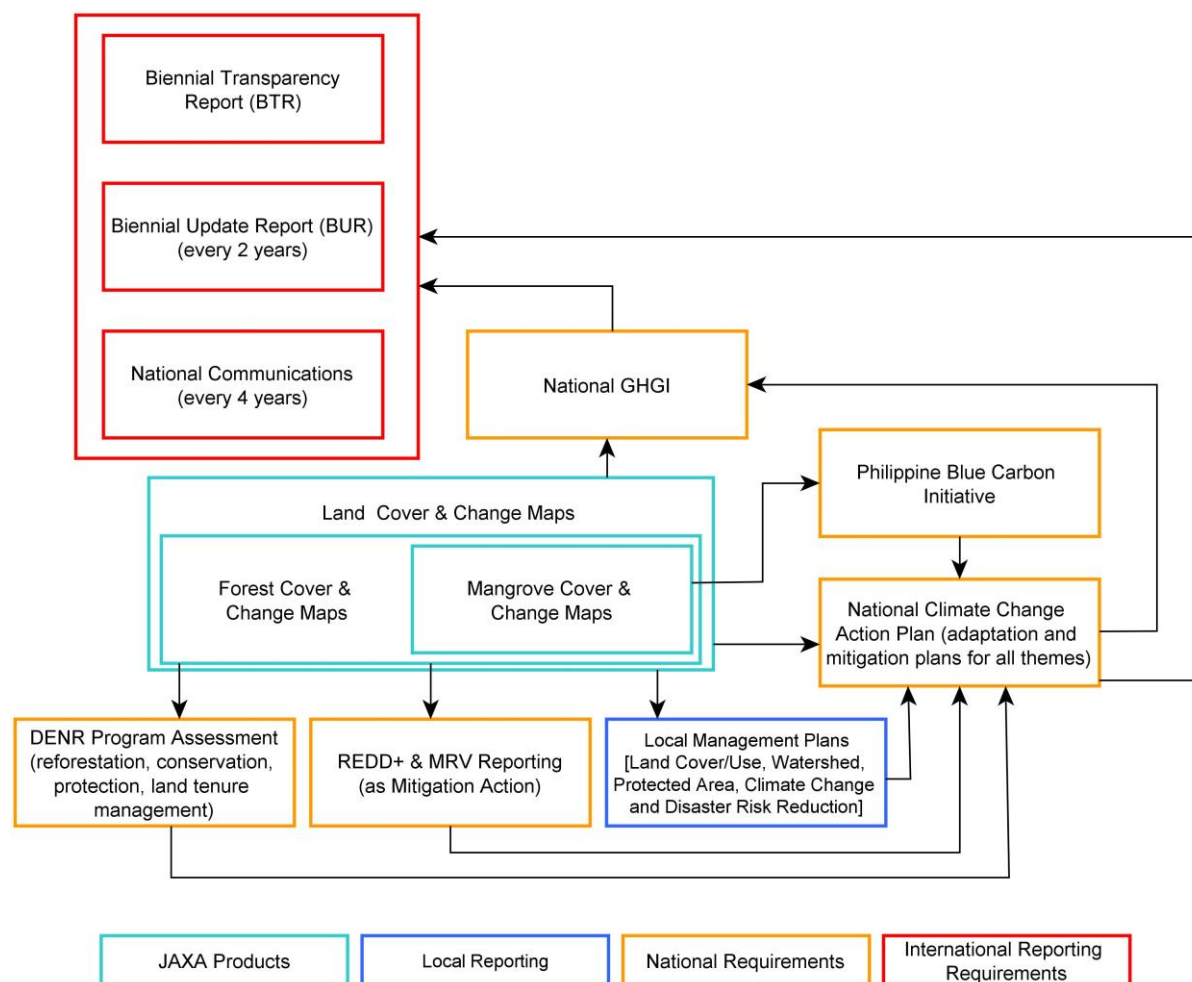 Biennial Transparency
Report (BTR)
Biennial Update Report (BUR)
(every 2 years)
National Communications
(every 4 years)
National GHGI
Philippine Blue Carbon
Initiative
Land Cover & Change Maps
Forest Cover &
Change Maps
Mangrove Cover &
Change Maps
National Climate Change
Action Plan (adaptation and
mitigation plans for all themes)
DENR Program Assessment
(reforestation, conservation,
protection, land tenure
management)
REDD+ & MRV Reporting
(as Mitigation Action)
Local Management Plans
[Land Cover/Use, Watershed,
Protected Area, Climate Change
and Disaster Risk Reduction]
JAXA Products
Local Reporting
National Requirements
International Reporting
Requirements